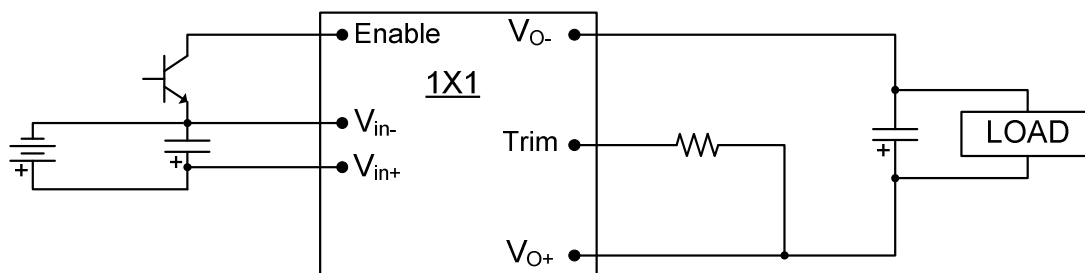 Enable
V_O-
1X1
V_in-
V_in+
Trim
V_O+
LOAD
+
+
+